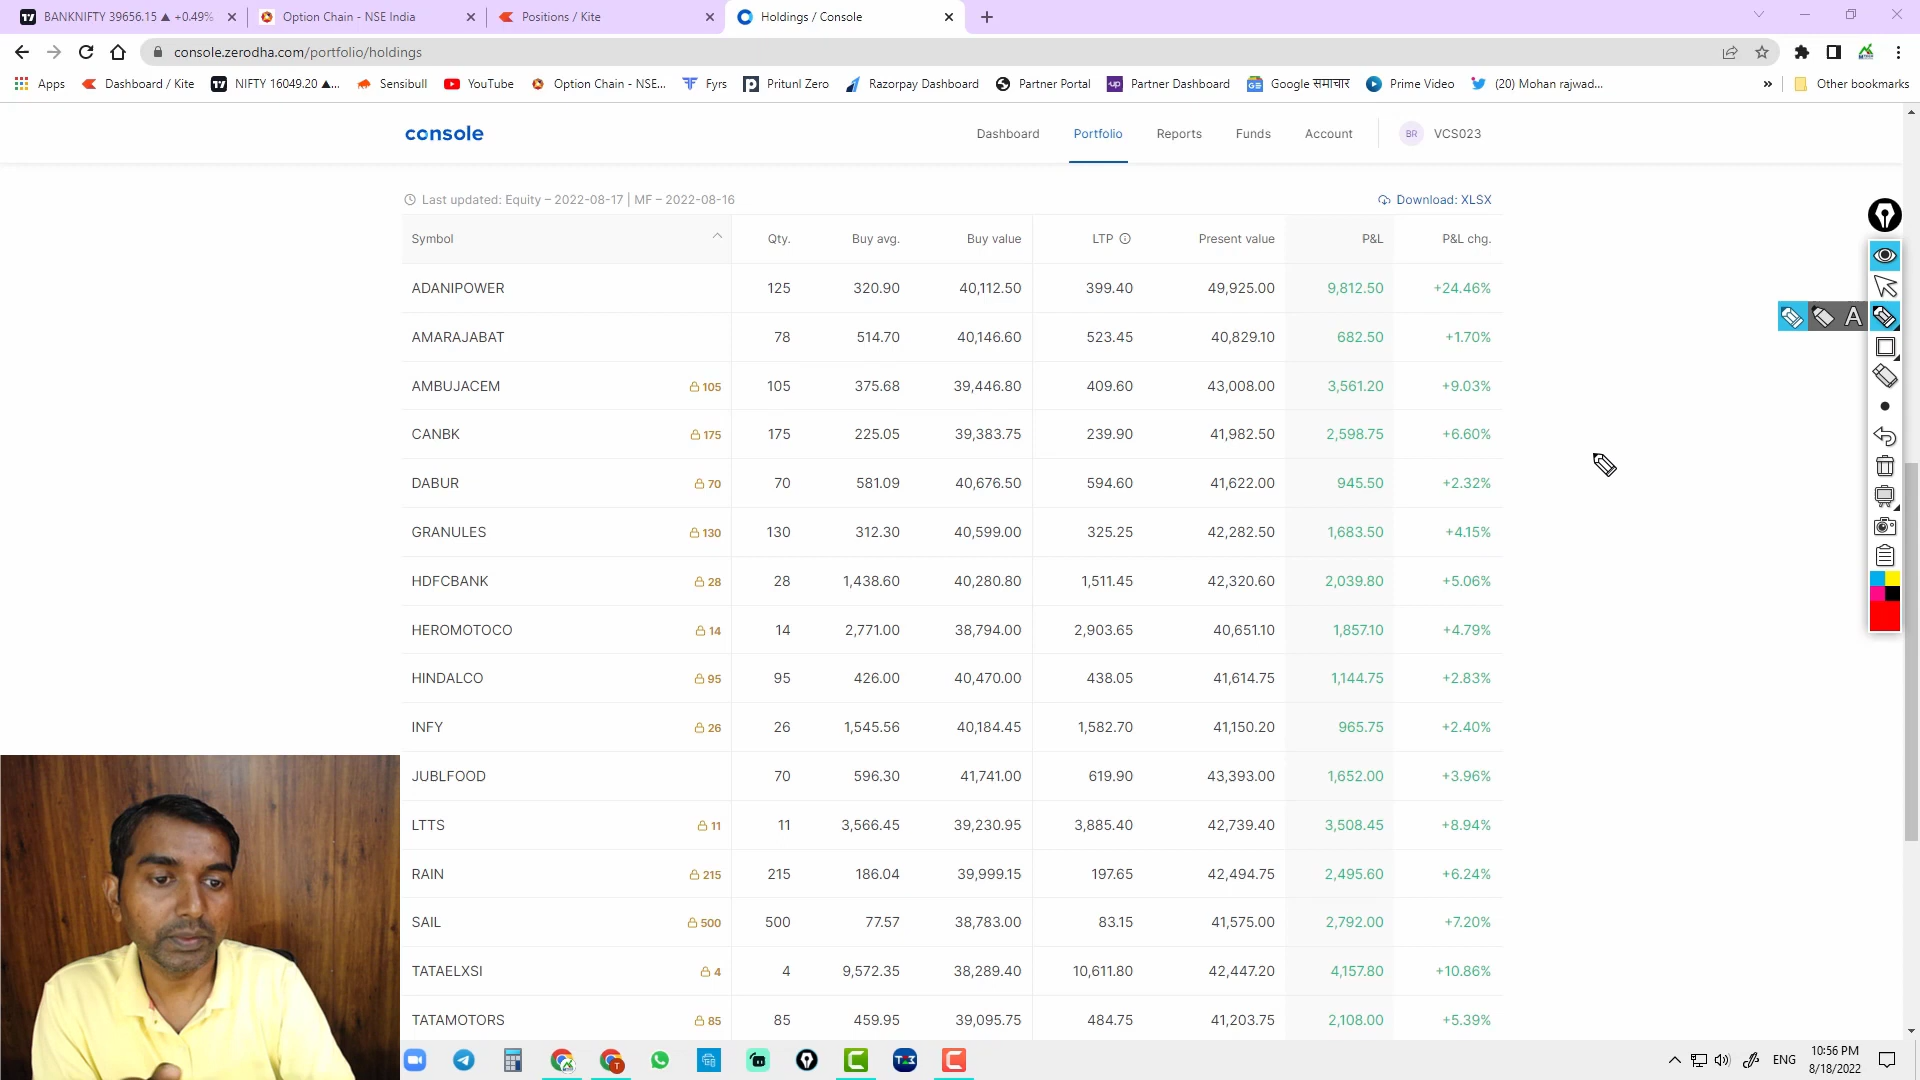 BANKNIFTY 39656.15 ▲ +0.49%
Option Chain - NSE India
Positions / Kite
Holdings / Console
console.zerodha.com/portfolio/holdings
Apps Dashboard / Kite NIFTY 16049.20 ▲... Sensibull YouTube Option Chain - NSE... Fyrs Pritunl Zero Razorpay Dashboard Partner Portal Partner Dashboard Google समाचार Prime Video (20) Mohan rajwad... » Other bookmarks
console Dashboard Portfolio Reports Funds Account BR VCS023
Last updated: Equity – 2022-08-17 | MF – 2022-08-16 Download: XLSX
Symbol Qty. Buy avg. Buy value LTP Present value P&L P&L chg.
ADANIPOWER 125 320.90 40,112.50 399.40 49,925.00 9,812.50 +24.46%
AMARAJABAT 78 514.70 40,146.60 523.45 40,829.10 682.50 +1.70%
AMBUJACEM 105 105 375.68 39,446.80 409.60 43,008.00 3,561.20 +9.03%
CANBK 175 175 225.05 39,383.75 239.90 41,982.50 2,598.75 +6.60%
DABUR 70 70 581.09 40,676.50 594.60 41,622.00 945.50 +2.32%
GRANULES 130 130 312.30 40,599.00 325.25 42,282.50 1,683.50 +4.15%
HDFCBANK 28 28 1,438.60 40,280.80 1,511.45 42,320.60 2,039.80 +5.06%
HEROMOTOCO 14 14 2,771.00 38,794.00 2,903.65 40,651.10 1,857.10 +4.79%
HINDALCO 95 95 426.00 40,470.00 438.05 41,614.75 1,144.75 +2.83%
INFY 26 26 1,545.56 40,184.45 1,582.70 41,150.20 965.75 +2.40%
JUBLFOOD 70 596.30 41,741.00 619.90 43,393.00 1,652.00 +3.96%
LTTS 11 11 3,566.45 39,230.95 3,885.40 42,739.40 3,508.45 +8.94%
RAIN 215 215 186.04 39,999.15 197.65 42,494.75 2,495.60 +6.24%
SAIL 500 500 77.57 38,783.00 83.15 41,575.00 2,792.00 +7.20%
TATAELXSI 4 4 9,572.35 38,289.40 10,611.80 42,447.20 4,157.80 +10.86%
TATAMOTORS 85 85 459.95 39,095.75 484.75 41,203.75 2,108.00 +5.39%
A
ENG
10:56 PM
8/18/2022